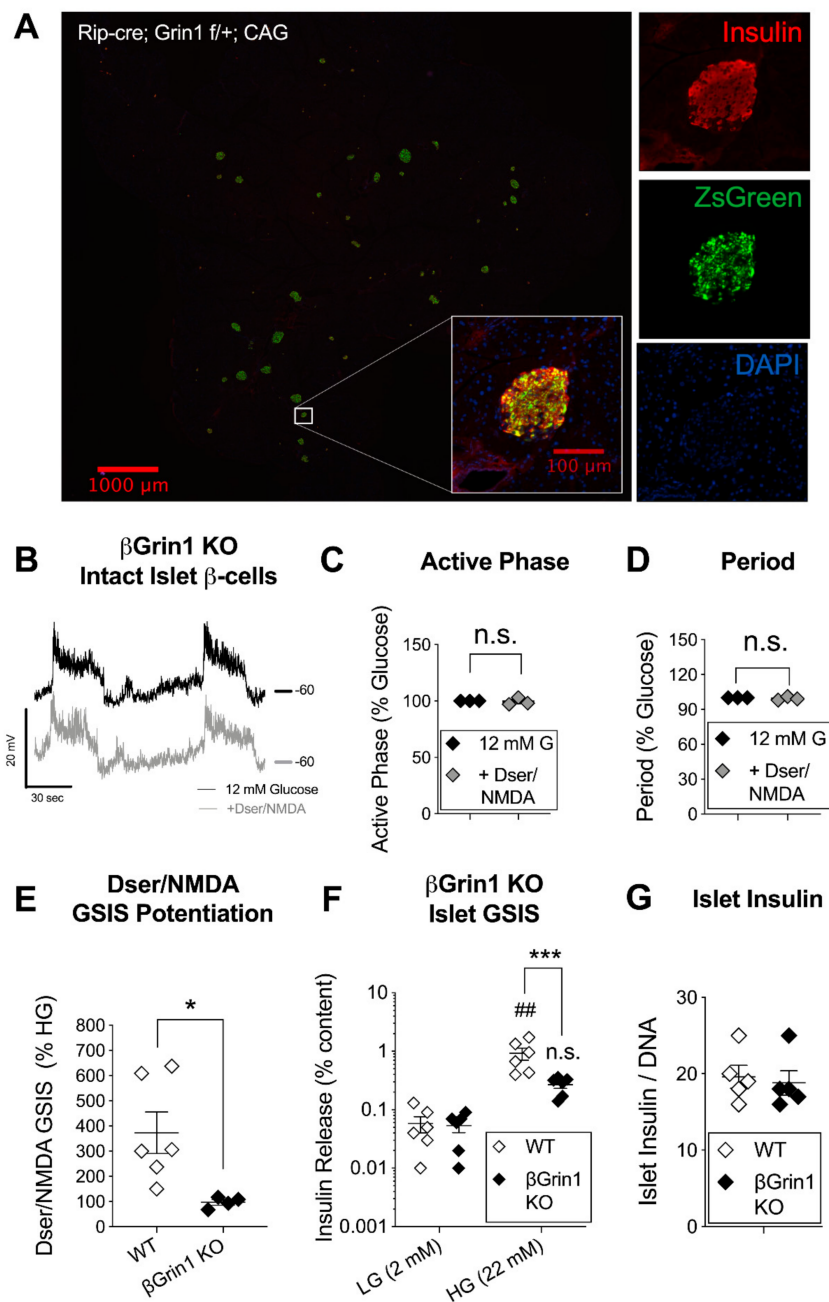 A
Rip-cre; Grin1 f/+; CAG
Insulin
ZsGreen
DAPI
1000 µm
100 µm
B
βGrin1 KO
Intact Islet β-cells
-60
-60
20 mV
30 sec
12 mM Glucose
+Dser/NMDA
C
Active Phase
Active Phase (% Glucose)
150
100
50
0
n.s.
12 mM G
+ Dser/
NMDA
D
Period
Period (% Glucose)
150
120
90
60
30
0
n.s.
12 mM G
+ Dser/
NMDA
E
Dser/NMDA
GSIS Potentiation
Dser/NMDA GSIS (% HG)
800
700
600
500
400
300
200
100
0
*
WT
βGrin1 KO
F
βGrin1 KO
Islet GSIS
Insulin Release (% content)
10
1
0.1
0.01
0.001
***
##
n.s.
WT
βGrin1
KO
LG (2 mM)
HG (22 mM)
G
Islet Insulin
Islet Insulin / DNA
30
20
10
0
WT
βGrin1
KO